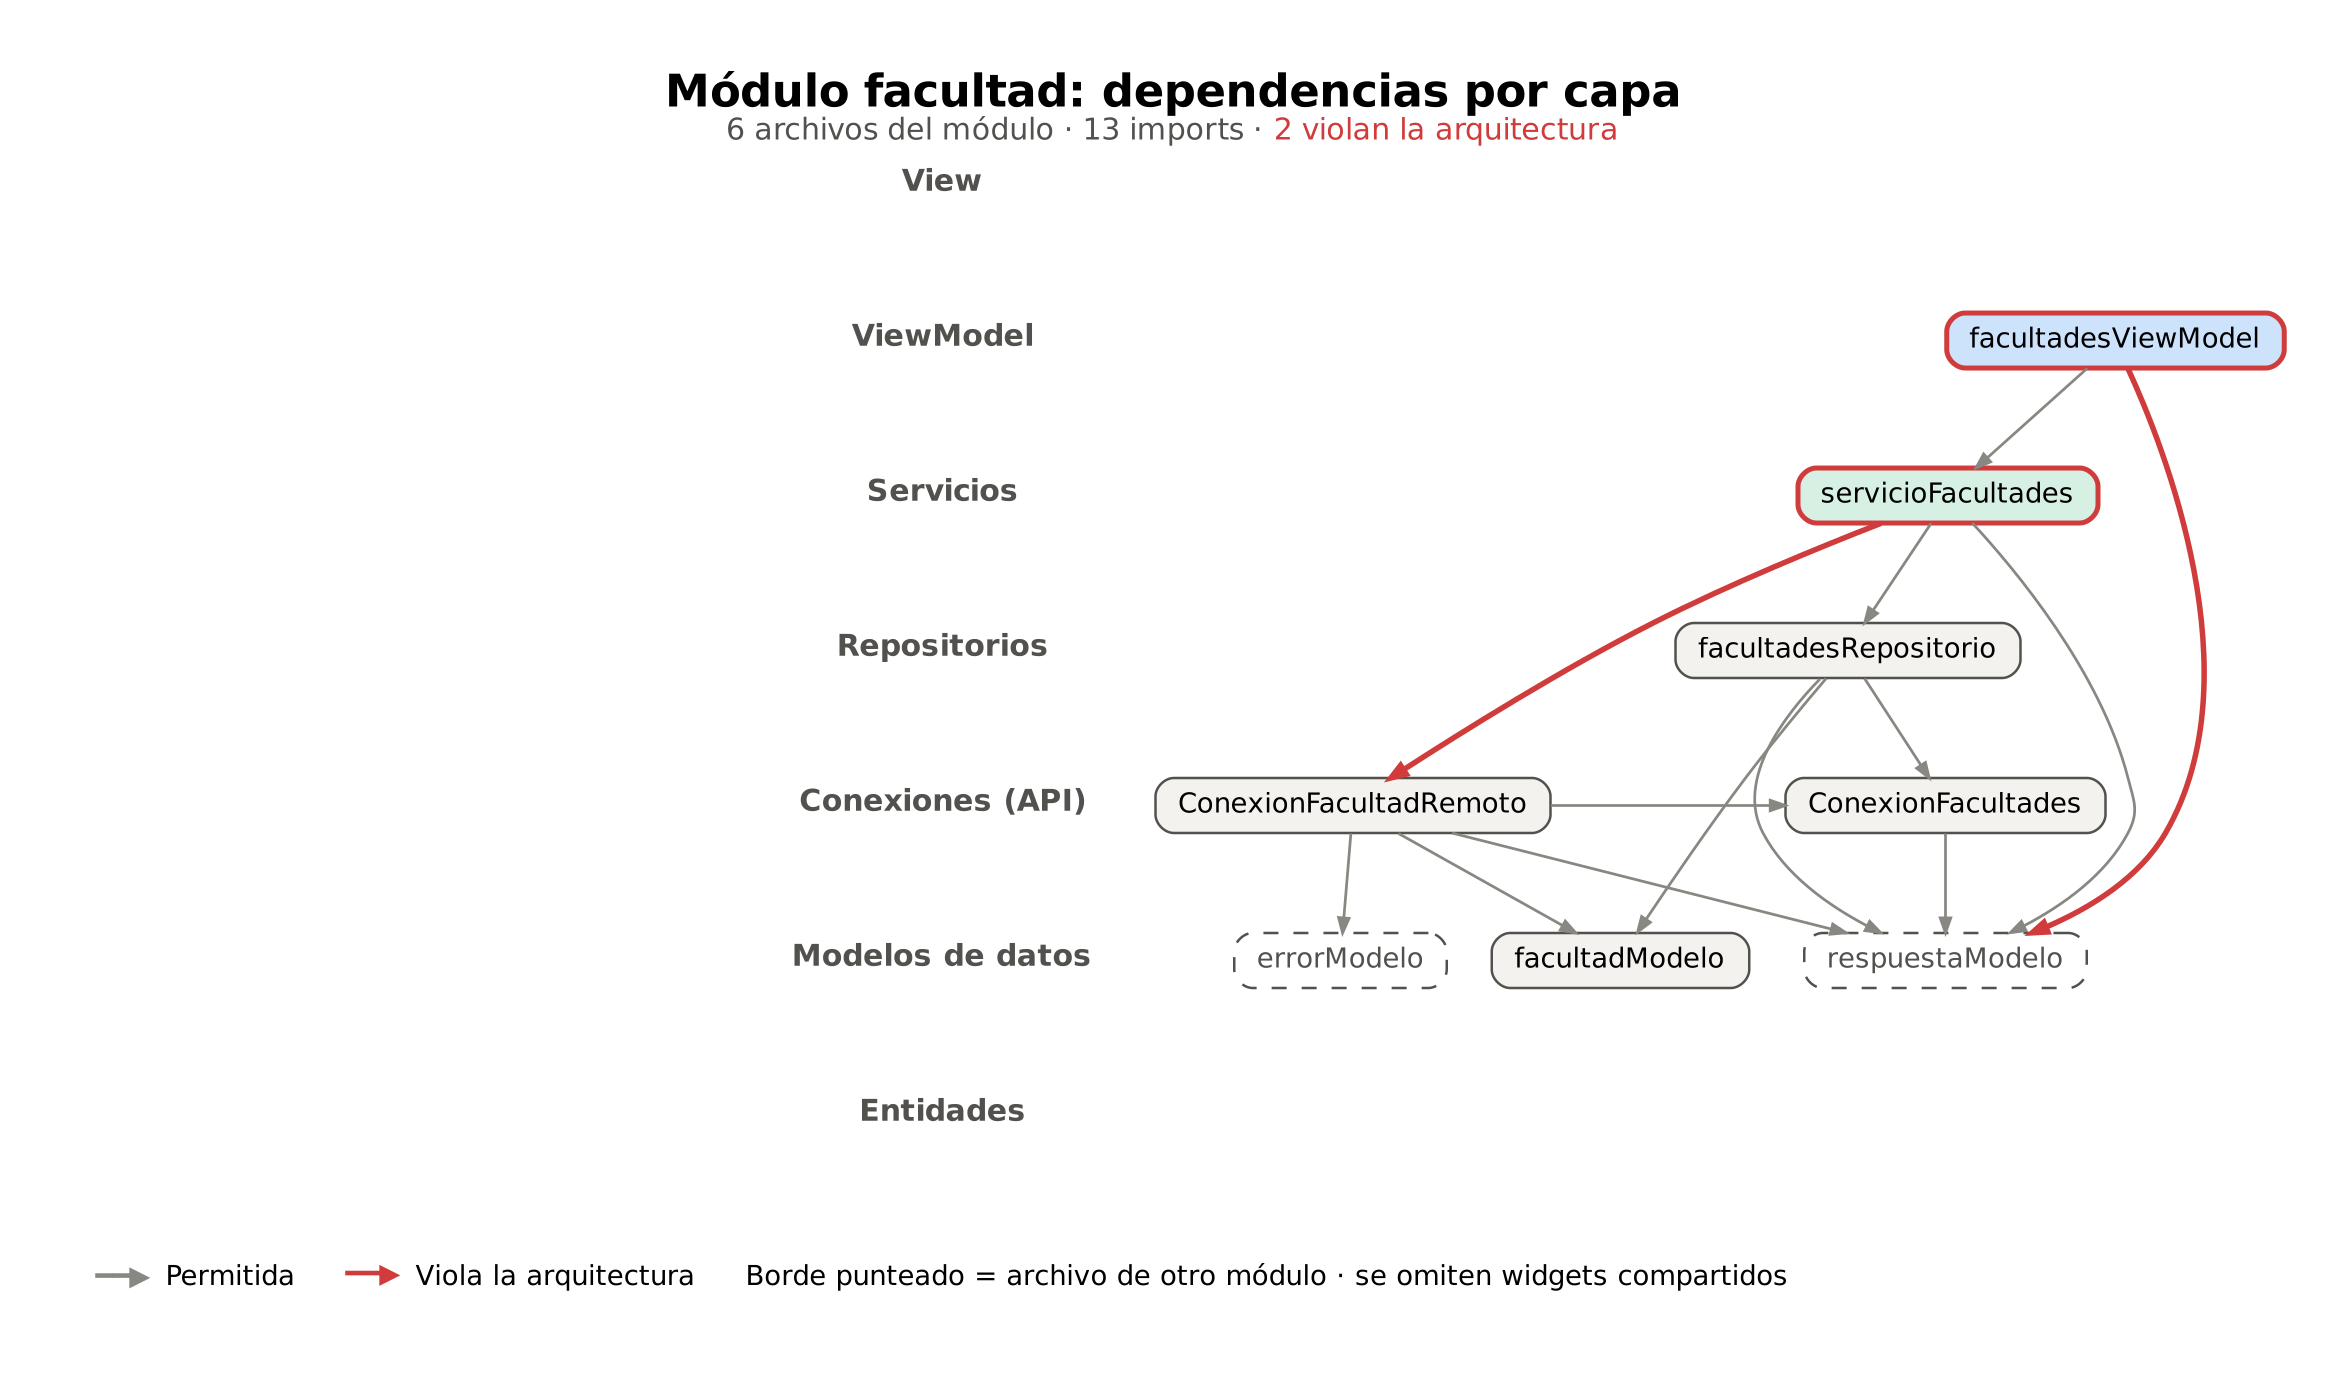 Módulo facultad: dependencias por capa
6 archivos del módulo · 13 imports · 2 violan la arquitectura
View
ViewModel
facultadesViewModel
Servicios
servicioFacultades
Repositorios
facultadesRepositorio
Conexiones (API)
ConexionFacultadRemoto
ConexionFacultades
Modelos de datos
errorModelo
facultadModelo
respuestaModelo
Entidades
Permitida
Viola la arquitectura
Borde punteado = archivo de otro módulo · se omiten widgets compartidos